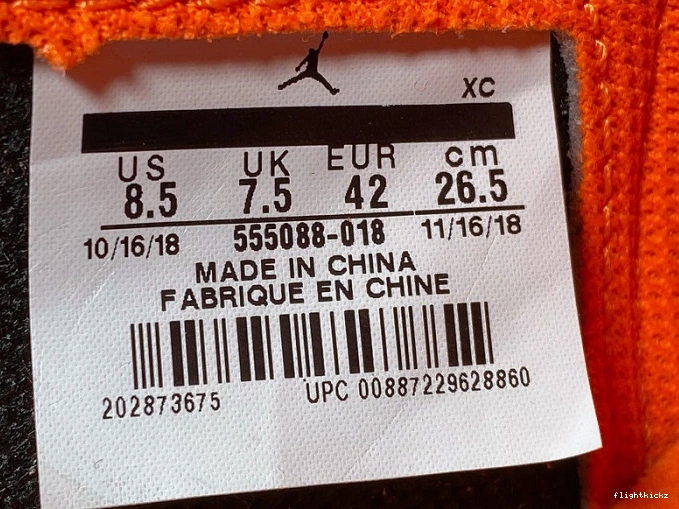 XC
US UK EUR cm
8.5 7.5 42 26.5
10/16/18 555088-018 11/16/18
MADE IN CHINA
FABRIQUE EN CHINE
202873675 UPC 00887229628860
flightkickz